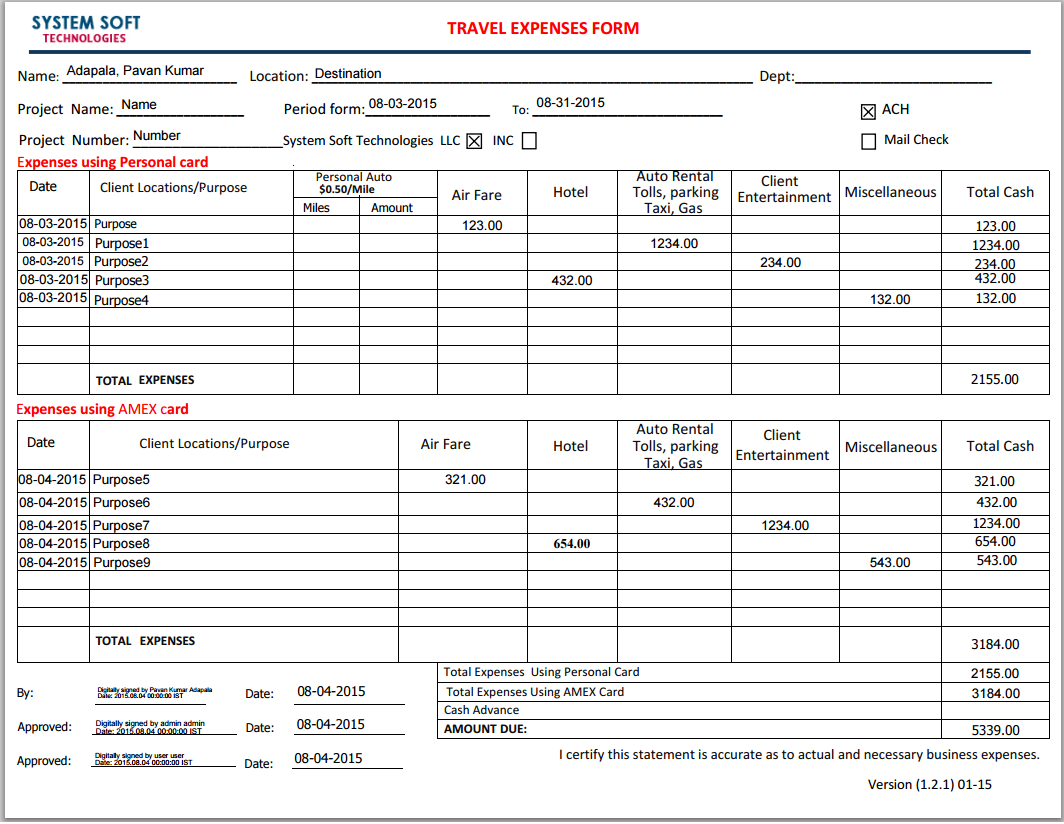 SYSTEM SOFT
TECHNOLOGIES
TRAVEL EXPENSES FORM
Name: Adapala, Pavan Kumar Location: Destination Dept:
Project Name: Name Period form: 08-03-2015 To: 08-31-2015 ACH
Project Number: Number System Soft Technologies LLC INC Mail Check
Expenses using Personal card
Date Client Locations/Purpose Personal Auto $0.50/Mile Miles Amount Air Fare Hotel Auto Rental Tolls, parking Taxi, Gas Client Entertainment Miscellaneous Total Cash
08-03-2015 Purpose 123.00 123.00
08-03-2015 Purpose1 1234.00 1234.00
08-03-2015 Purpose2 234.00 234.00
08-03-2015 Purpose3 432.00 432.00
08-03-2015 Purpose4 132.00 132.00
TOTAL EXPENSES 2155.00
Expenses using AMEX card
Date Client Locations/Purpose Air Fare Hotel Auto Rental Tolls, parking Taxi, Gas Client Entertainment Miscellaneous Total Cash
08-04-2015 Purpose5 321.00 321.00
08-04-2015 Purpose6 432.00 432.00
08-04-2015 Purpose7 1234.00 1234.00
08-04-2015 Purpose8 654.00 654.00
08-04-2015 Purpose9 543.00 543.00
TOTAL EXPENSES 3184.00
Total Expenses Using Personal Card 2155.00
Total Expenses Using AMEX Card 3184.00
Cash Advance
AMOUNT DUE: 5339.00
By: Digitally signed by Pavan Kumar Adapala
Date: 2015.08.04 00:00:00 IST Date: 08-04-2015
Approved: Digitally signed by admin admin
Date: 2015.08.04 00:00:00 IST Date: 08-04-2015
Approved: Digitally signed by user user
Date: 2015.08.04 00:00:00 IST Date: 08-04-2015
I certify this statement is accurate as to actual and necessary business expenses.
Version (1.2.1) 01-15